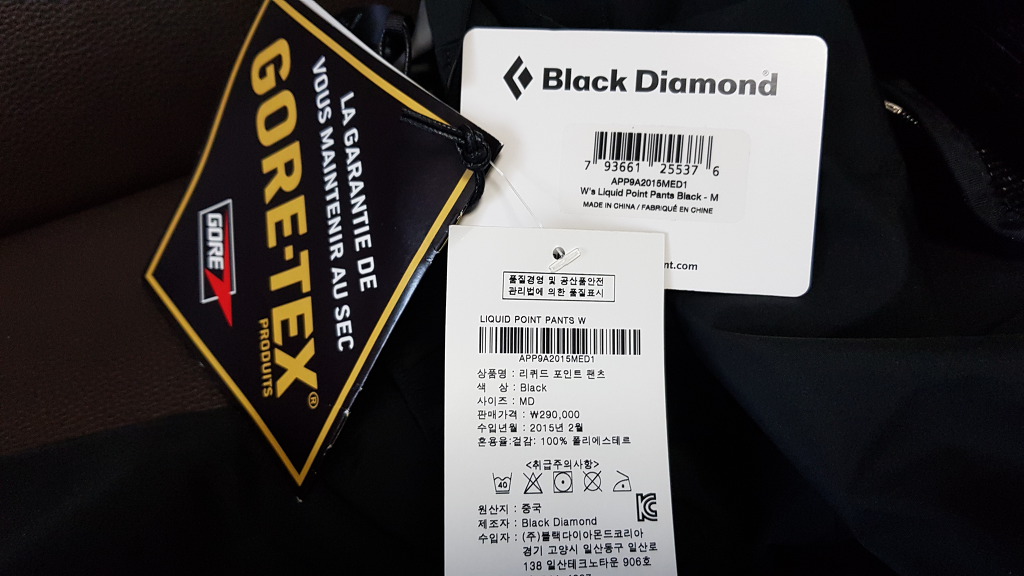 LA GARANTIE DE
VOUS MAINTENIR AU SEC
GORE-TEX®
PRODUITS
GORE
Black Diamond®
7 93661 25537 6
APP9A2015MED1
W's Liquid Point Pants Black - M
MADE IN CHINA / FABRIQUÉ EN CHINE
nt.com
품질경영 및 공산품안전
관리법에 의한 품질표시
LIQUID POINT PANTS W
APP9A2015MED1
상품명 : 리퀴드 포인트 팬츠
색 상 : Black
사이즈 : MD
판매가격 : ₩290,000
수입년월 : 2015년 2월
혼용율:겉감: 100% 폴리에스테르
<취급주의사항>
40
원산지 : 중국
제조자 : Black Diamond
수입자 : (주)블랙다이아몬드코리아
경기 고양시 일산동구 일산로
138 일산테크노타운 906호